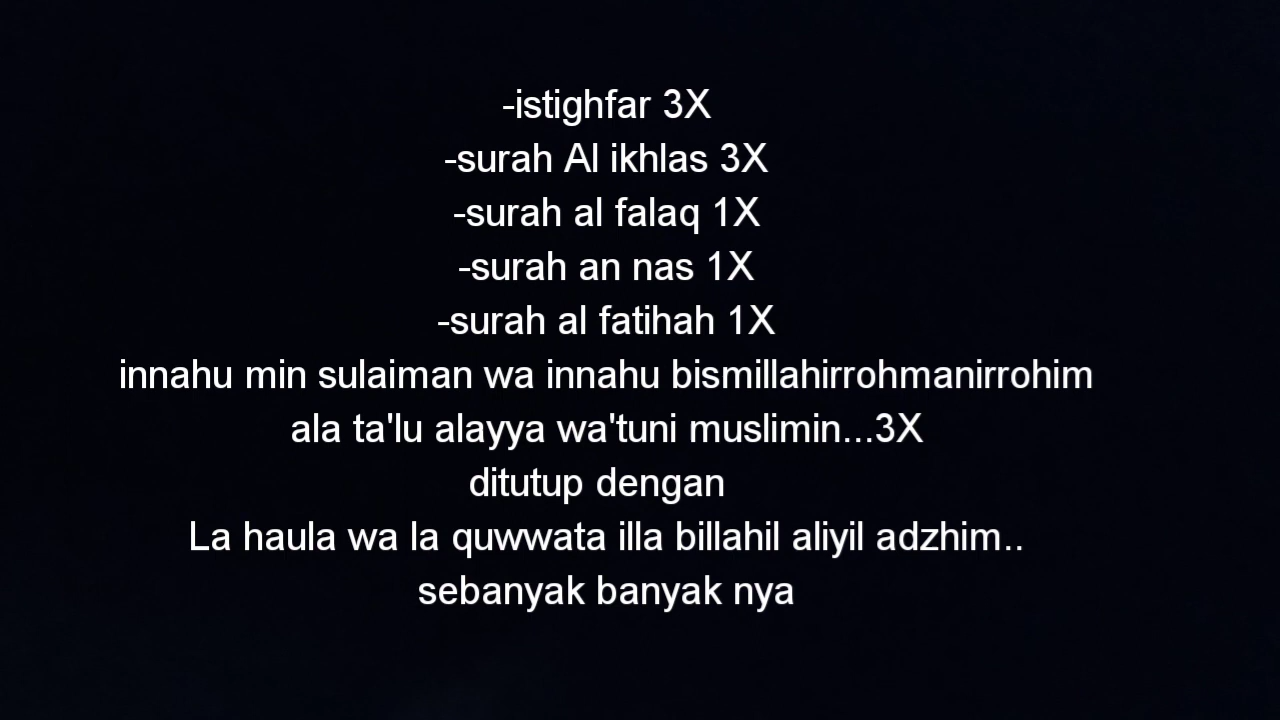 -istighfar 3X
-surah Al ikhlas 3X
-surah al falaq 1X
-surah an nas 1X
-surah al fatihah 1X
innahu min sulaiman wa innahu bismillahirrohmanirrohim
ala ta'lu alayya wa'tuni muslimin...3X
ditutup dengan
La haula wa la quwwata illa billahil aliyil adzhim..
sebanyak banyak nya